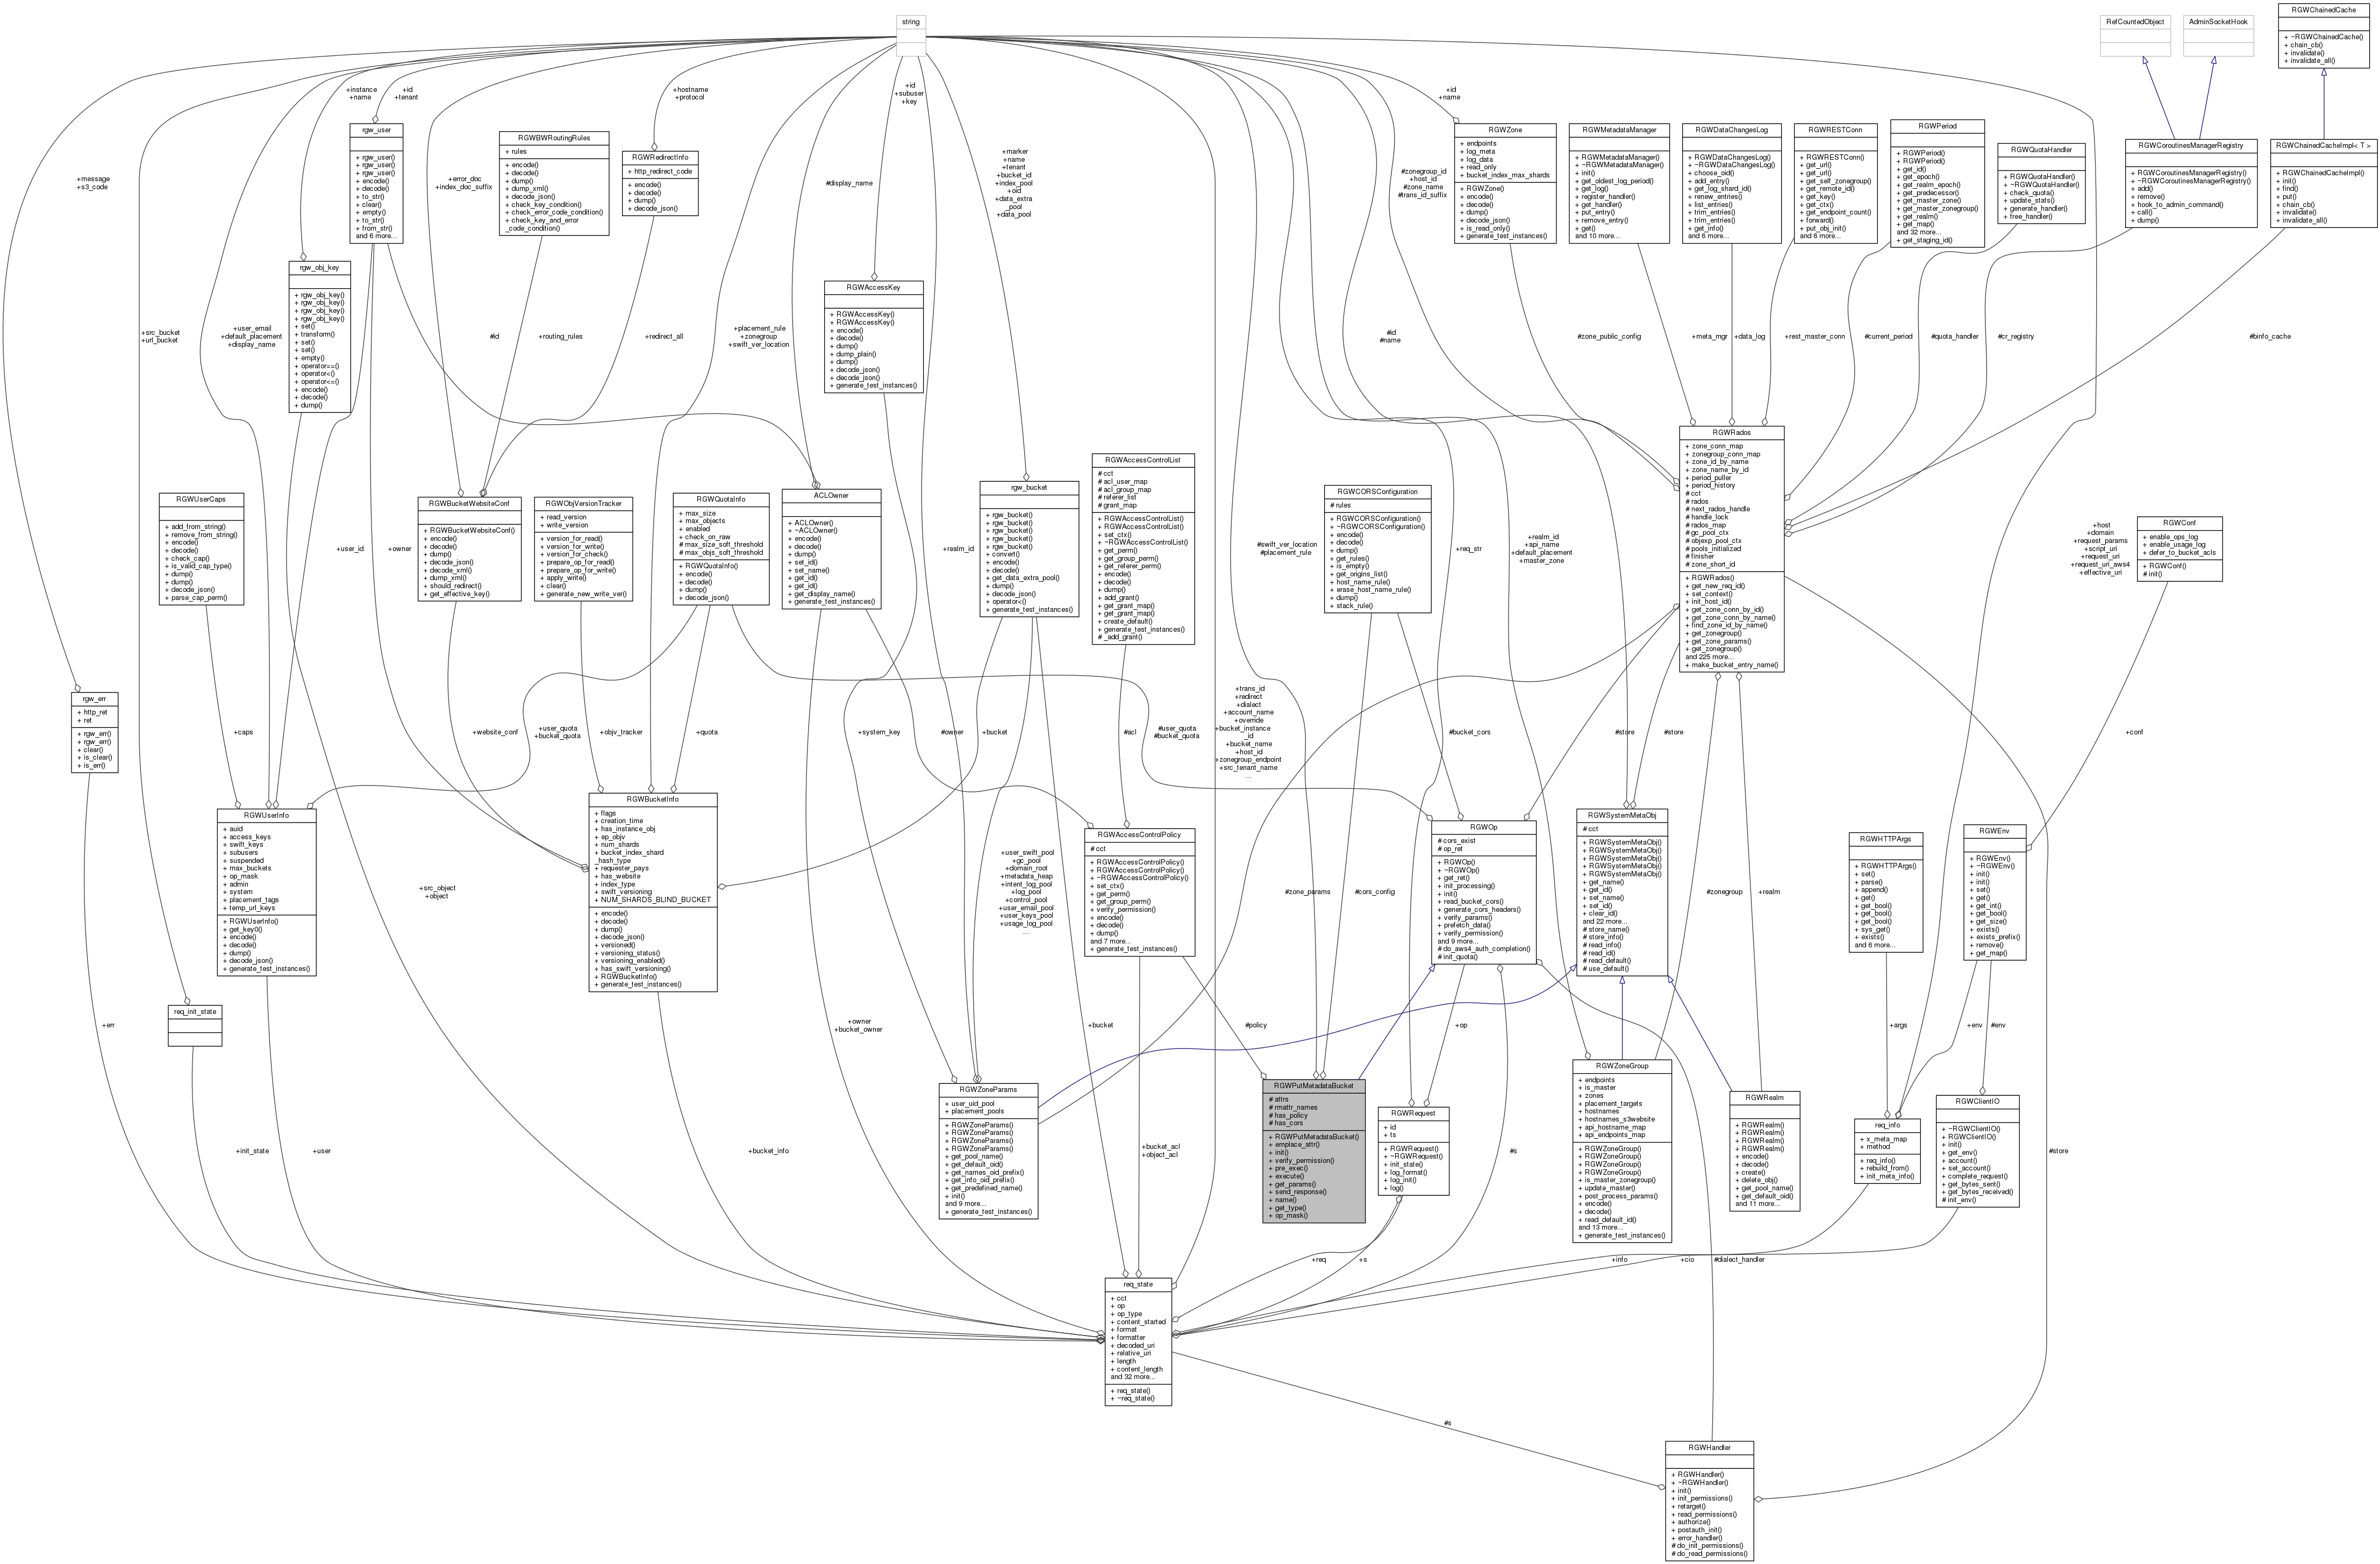 string
RefCountedObject
AdminSocketHook
RGWChainedCache
+ ~RGWChainedCache()
+ chain_cb()
+ invalidate()
+ invalidate_all()
+instance
+name
+id
+tenant
+hostname
+protocol
+id
+subuser
+key
+id
+name
rgw_user
+ rgw_user()
+ rgw_user()
+ rgw_user()
+ encode()
+ decode()
+ to_str()
+ clear()
+ empty()
+ to_str()
+ from_str()
and 6 more...
RGWBWRoutingRules
+ rules
+ encode()
+ decode()
+ dump()
+ dump_xml()
+ decode_json()
+ check_key_condition()
+ check_error_code_condition()
+ check_key_and_error
_code_condition()
RGWRedirectInfo
+ http_redirect_code
+ encode()
+ decode()
+ dump()
+ decode_json()
RGWZone
+ endpoints
+ log_meta
+ log_data
+ read_only
+ bucket_index_max_shards
+ RGWZone()
+ encode()
+ decode()
+ dump()
+ decode_json()
+ is_read_only()
+ generate_test_instances()
RGWMetadataManager
+ RGWMetadataManager()
+ ~RGWMetadataManager()
+ init()
+ get_oldest_log_period()
+ get_log()
+ register_handler()
+ get_handler()
+ put_entry()
+ remove_entry()
+ get()
and 10 more...
RGWDataChangesLog
+ RGWDataChangesLog()
+ ~RGWDataChangesLog()
+ choose_oid()
+ add_entry()
+ get_log_shard_id()
+ renew_entries()
+ list_entries()
+ trim_entries()
+ trim_entries()
+ get_info()
and 6 more...
RGWRESTConn
+ RGWRESTConn()
+ get_url()
+ get_url()
+ get_self_zonegroup()
+ get_remote_id()
+ get_key()
+ get_ctx()
+ get_endpoint_count()
+ forward()
+ put_obj_init()
and 6 more...
RGWPeriod
+ RGWPeriod()
+ RGWPeriod()
+ get_id()
+ get_epoch()
+ get_realm_epoch()
+ get_predecessor()
+ get_master_zone()
+ get_master_zonegroup()
+ get_realm()
+ get_map()
and 32 more...
+ get_staging_id()
RGWQuotaHandler
+ RGWQuotaHandler()
+ ~RGWQuotaHandler()
+ check_quota()
+ update_stats()
+ generate_handler()
+ free_handler()
RGWCoroutinesManagerRegistry
+ RGWCoroutinesManagerRegistry()
+ ~RGWCoroutinesManagerRegistry()
+ add()
+ remove()
+ hook_to_admin_command()
+ call()
+ dump()
RGWChainedCacheImpl< T >
+ RGWChainedCacheImpl()
+ init()
+ find()
+ put()
+ chain_cb()
+ invalidate()
+ invalidate_all()
+message
+s3_code
+error_doc
+index_doc_suffix
#display_name
+marker
+name
+tenant
+bucket_id
+index_pool
+oid
+data_extra
_pool
+data_pool
#zonegroup_id
+host_id
#zone_name
#trans_id_suffix
rgw_obj_key
+ rgw_obj_key()
+ rgw_obj_key()
+ rgw_obj_key()
+ rgw_obj_key()
+ set()
+ transform()
+ set()
+ set()
+ empty()
+ operator==()
+ operator<()
+ operator<=()
+ encode()
+ decode()
+ dump()
RGWAccessKey
+ RGWAccessKey()
+ RGWAccessKey()
+ encode()
+ decode()
+ dump()
+ dump_plain()
+ dump()
+ decode_json()
+ decode_json()
+ generate_test_instances()
+src_bucket
+url_bucket
+user_email
+default_placement
+display_name
#id
+routing_rules
+redirect_all
+placement_rule
+zonegroup
+swift_ver_location
#id
#name
#zone_public_config
+meta_mgr
+data_log
+rest_master_conn
#current_period
#quota_handler
#cr_registry
#binfo_cache
RGWRados
+ zone_conn_map
+ zonegroup_conn_map
+ zone_id_by_name
+ zone_name_by_id
+ period_puller
+ period_history
# cct
# rados
# next_rados_handle
# handle_lock
# rados_map
# gc_pool_ctx
# objexp_pool_ctx
# pools_initialized
# finisher
# zone_short_id
+ RGWRados()
+ get_new_req_id()
+ set_context()
+ init_host_id()
+ get_zone_conn_by_id()
+ get_zone_conn_by_name()
+ find_zone_id_by_name()
+ get_zonegroup()
+ get_zone_params()
+ get_zonegroup()
and 225 more...
+ make_bucket_entry_name()
RGWUserCaps
+ add_from_string()
+ remove_from_string()
+ encode()
+ decode()
+ check_cap()
+ is_valid_cap_type()
+ dump()
+ dump()
+ decode_json()
+ parse_cap_perm()
+user_id
+owner
RGWBucketWebsiteConf
+ RGWBucketWebsiteConf()
+ encode()
+ decode()
+ dump()
+ decode_json()
+ decode_xml()
+ dump_xml()
+ should_redirect()
+ get_effective_key()
RGWObjVersionTracker
+ read_version
+ write_version
+ version_for_read()
+ version_for_write()
+ version_for_check()
+ prepare_op_for_read()
+ prepare_op_for_write()
+ apply_write()
+ clear()
+ generate_new_write_ver()
RGWQuotaInfo
+ max_size
+ max_objects
+ enabled
+ check_on_raw
# max_size_soft_threshold
# max_objs_soft_threshold
+ RGWQuotaInfo()
+ encode()
+ decode()
+ dump()
+ decode_json()
ACLOwner
+ ACLOwner()
+ ~ACLOwner()
+ encode()
+ decode()
+ dump()
+ set_id()
+ set_name()
+ get_id()
+ get_id()
+ get_display_name()
+ generate_test_instances()
+realm_id
rgw_bucket
+ rgw_bucket()
+ rgw_bucket()
+ rgw_bucket()
+ rgw_bucket()
+ rgw_bucket()
+ convert()
+ encode()
+ decode()
+ get_data_extra_pool()
+ dump()
+ decode_json()
+ operator<()
+ generate_test_instances()
RGWAccessControlList
# cct
# acl_user_map
# acl_group_map
# referer_list
# grant_map
+ RGWAccessControlList()
+ RGWAccessControlList()
+ set_ctx()
+ ~RGWAccessControlList()
+ get_perm()
+ get_group_perm()
+ get_referer_perm()
+ encode()
+ decode()
+ dump()
+ add_grant()
+ get_grant_map()
+ get_grant_map()
+ create_default()
+ generate_test_instances()
# _add_grant()
#swift_ver_location
#placement_rule
RGWCORSConfiguration
# rules
+ RGWCORSConfiguration()
+ ~RGWCORSConfiguration()
+ encode()
+ decode()
+ dump()
+ get_rules()
+ is_empty()
+ get_origins_list()
+ host_name_rule()
+ erase_host_name_rule()
+ dump()
+ stack_rule()
+req_str
+realm_id
+api_name
+default_placement
+master_zone
+host
+domain
+request_params
+script_uri
+request_uri
+request_uri_aws4
+effective_uri
RGWConf
+ enable_ops_log
+ enable_usage_log
+ defer_to_bucket_acls
+ RGWConf()
# init()
rgw_err
+ http_ret
+ ret
+ rgw_err()
+ rgw_err()
+ clear()
+ is_clear()
+ is_err()
+caps
+website_conf
+user_quota
+bucket_quota
+objv_tracker
+quota
+system_key
#owner
+bucket
#acl
#user_quota
#bucket_quota
+trans_id
+redirect
+dialect
+account_name
+override
+bucket_instance
_id
+bucket_name
+host_id
+zonegroup_endpoint
+src_tenant_name
...
#bucket_cors
#store
#store
+conf
RGWUserInfo
+ auid
+ access_keys
+ swift_keys
+ subusers
+ suspended
+ max_buckets
+ op_mask
+ admin
+ system
+ placement_tags
+ temp_url_keys
+ RGWUserInfo()
+ get_key0()
+ encode()
+ decode()
+ dump()
+ decode_json()
+ generate_test_instances()
+src_object
+object
RGWBucketInfo
+ flags
+ creation_time
+ has_instance_obj
+ ep_objv
+ num_shards
+ bucket_index_shard
_hash_type
+ requester_pays
+ has_website
+ index_type
+ swift_versioning
+ NUM_SHARDS_BLIND_BUCKET
+ encode()
+ decode()
+ dump()
+ decode_json()
+ versioned()
+ versioning_status()
+ versioning_enabled()
+ has_swift_versioning()
+ RGWBucketInfo()
+ generate_test_instances()
+user_swift_pool
+gc_pool
+domain_root
+metadata_heap
+intent_log_pool
+log_pool
+control_pool
+user_email_pool
+user_keys_pool
+usage_log_pool
...
RGWAccessControlPolicy
# cct
+ RGWAccessControlPolicy()
+ RGWAccessControlPolicy()
+ ~RGWAccessControlPolicy()
+ set_ctx()
+ get_perm()
+ get_group_perm()
+ verify_permission()
+ encode()
+ decode()
+ dump()
and 7 more...
+ generate_test_instances()
#zone_params
#cors_config
RGWOp
# cors_exist
# op_ret
+ RGWOp()
+ ~RGWOp()
+ get_ret()
+ init_processing()
+ init()
+ read_bucket_cors()
+ generate_cors_headers()
+ verify_params()
+ prefetch_data()
+ verify_permission()
and 9 more...
# do_aws4_auth_completion()
# init_quota()
RGWSystemMetaObj
# cct
+ RGWSystemMetaObj()
+ RGWSystemMetaObj()
+ RGWSystemMetaObj()
+ RGWSystemMetaObj()
+ RGWSystemMetaObj()
+ get_name()
+ get_id()
+ set_name()
+ set_id()
+ clear_id()
and 22 more...
# store_name()
# store_info()
# read_info()
# read_id()
# read_default()
# use_default()
#zonegroup
+realm
RGWHTTPArgs
+ RGWHTTPArgs()
+ set()
+ parse()
+ append()
+ get()
+ get_bool()
+ get_bool()
+ get_bool()
+ sys_get()
+ exists()
and 6 more...
RGWEnv
+ RGWEnv()
+ ~RGWEnv()
+ init()
+ init()
+ set()
+ get()
+ get_int()
+ get_bool()
+ get_size()
+ exists()
+ exists_prefix()
+ remove()
+ get_map()
+err
req_init_state
+owner
+bucket_owner
+bucket
#policy
+op
+args
+env
#env
RGWZoneParams
+ user_uid_pool
+ placement_pools
+ RGWZoneParams()
+ RGWZoneParams()
+ RGWZoneParams()
+ RGWZoneParams()
+ get_pool_name()
+ get_default_oid()
+ get_names_oid_prefix()
+ get_info_oid_prefix()
+ get_predefined_name()
+ init()
and 9 more...
+ generate_test_instances()
RGWPutMetadataBucket
# attrs
# rmattr_names
# has_policy
# has_cors
+ RGWPutMetadataBucket()
+ emplace_attr()
+ init()
+ verify_permission()
+ pre_exec()
+ execute()
+ get_params()
+ send_response()
+ name()
+ get_type()
+ op_mask()
RGWRequest
+ id
+ ts
+ RGWRequest()
+ ~RGWRequest()
+ init_state()
+ log_format()
+ log_init()
+ log()
RGWZoneGroup
+ endpoints
+ is_master
+ zones
+ placement_targets
+ hostnames
+ hostnames_s3website
+ api_hostname_map
+ api_endpoints_map
+ RGWZoneGroup()
+ RGWZoneGroup()
+ RGWZoneGroup()
+ RGWZoneGroup()
+ is_master_zonegroup()
+ update_master()
+ post_process_params()
+ encode()
+ decode()
+ read_default_id()
and 13 more...
+ generate_test_instances()
RGWRealm
+ RGWRealm()
+ RGWRealm()
+ RGWRealm()
+ RGWRealm()
+ encode()
+ decode()
+ create()
+ delete_obj()
+ get_pool_name()
+ get_default_oid()
and 11 more...
req_info
+ x_meta_map
+ method
+ req_info()
+ rebuild_from()
+ init_meta_info()
RGWClientIO
+ ~RGWClientIO()
+ RGWClientIO()
+ init()
+ get_env()
+ account()
+ set_account()
+ complete_request()
+ get_bytes_sent()
+ get_bytes_received()
# init_env()
+init_state
+user
+bucket_info
+bucket_acl
+object_acl
#s
#store
+req
+s
+info
+cio
#dialect_handler
req_state
+ cct
+ op
+ op_type
+ content_started
+ format
+ formatter
+ decoded_uri
+ relative_uri
+ length
+ content_length
and 32 more...
+ req_state()
+ ~req_state()
#s
RGWHandler
+ RGWHandler()
+ ~RGWHandler()
+ init()
+ init_permissions()
+ retarget()
+ read_permissions()
+ authorize()
+ postauth_init()
+ error_handler()
# do_init_permissions()
# do_read_permissions()